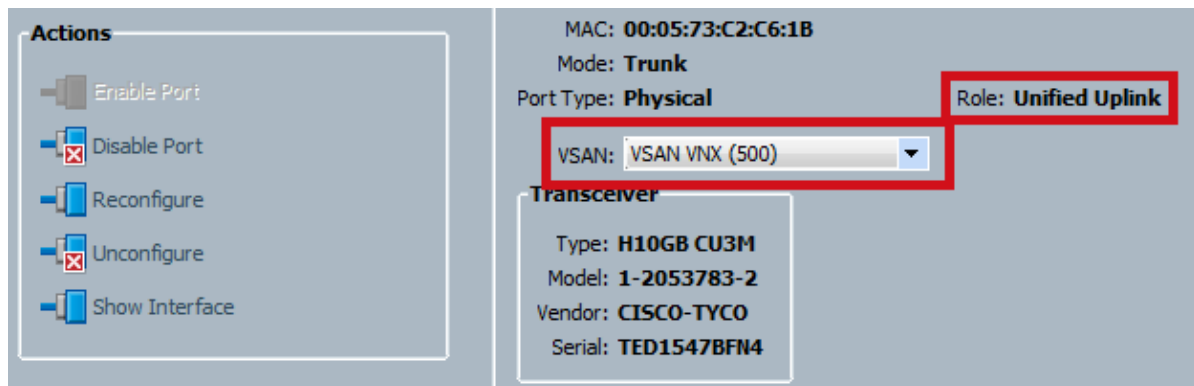 Actions
Enable Port
Disable Port
Reconfigure
Unconfigure
Show Interface
MAC: 00:05:73:C2:C6:1B
Mode: Trunk
Port Type: Physical
Role: Unified Uplink
VSAN: VSAN VNX (500)
Transceiver
Type: H10GB CU3M
Model: 1-2053783-2
Vendor: CISCO-TYCO
Serial: TED1547BFN4